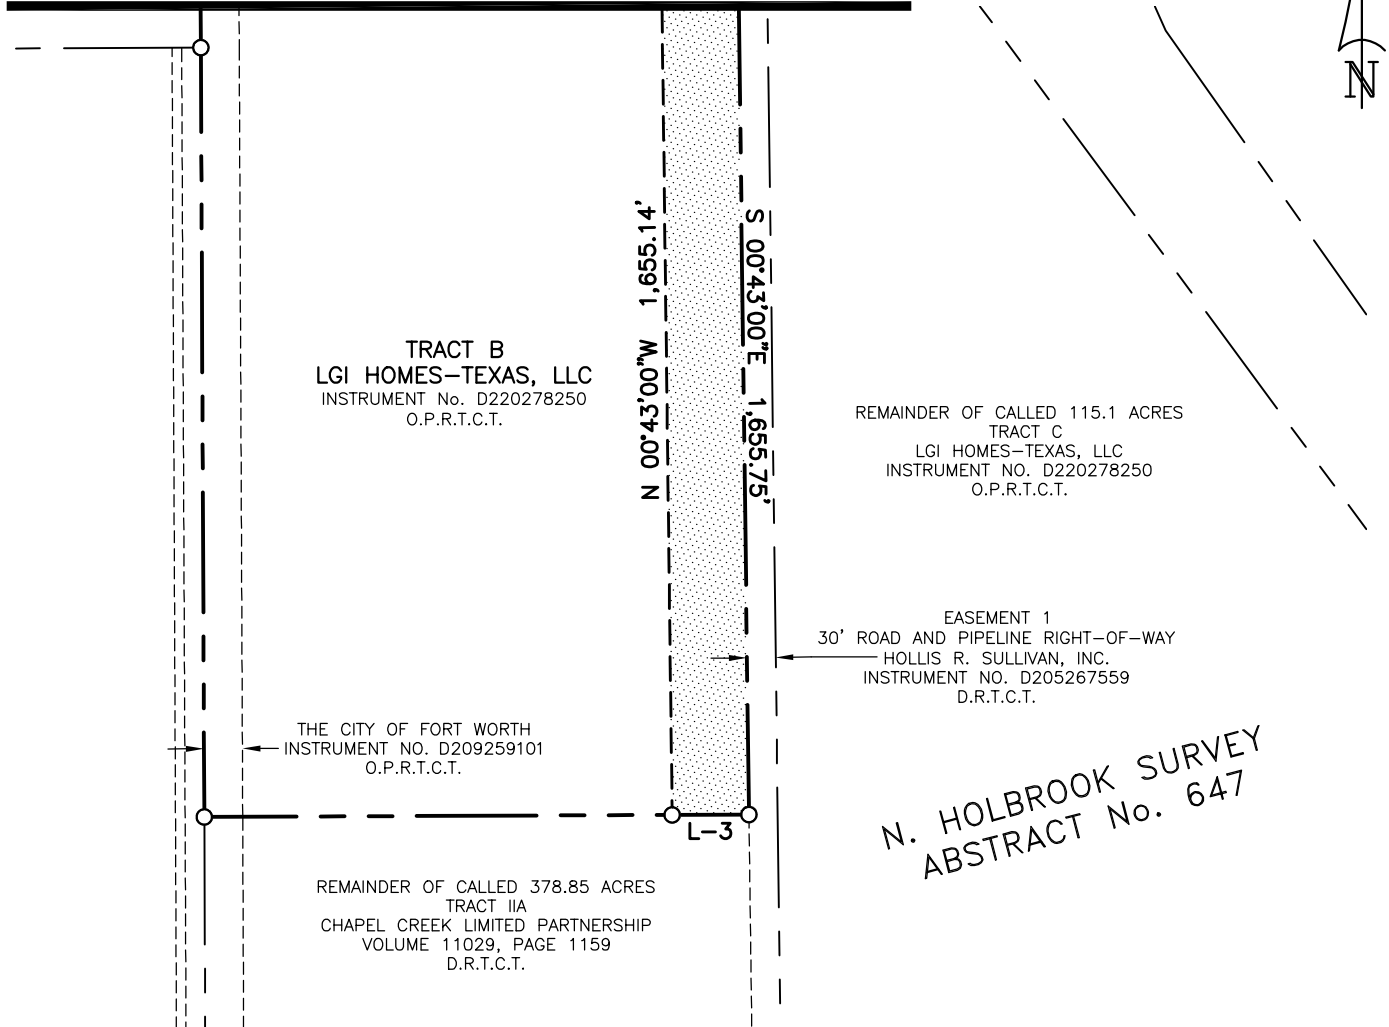 N
N 00°43'00"W 1,655.14'
S 00°43'00"E 1,655.75'
TRACT B
LGI HOMES-TEXAS, LLC
INSTRUMENT No. D220278250
O.P.R.T.C.T.
REMAINDER OF CALLED 115.1 ACRES
TRACT C
LGI HOMES-TEXAS, LLC
INSTRUMENT NO. D220278250
O.P.R.T.C.T.
EASEMENT 1
30' ROAD AND PIPELINE RIGHT-OF-WAY
HOLLIS R. SULLIVAN, INC.
INSTRUMENT NO. D205267559
D.R.T.C.T.
THE CITY OF FORT WORTH
INSTRUMENT NO. D209259101
O.P.R.T.C.T.
N. HOLBROOK SURVEY
ABSTRACT No. 647
L-3
REMAINDER OF CALLED 378.85 ACRES
TRACT IIA
CHAPEL CREEK LIMITED PARTNERSHIP
VOLUME 11029, PAGE 1159
D.R.T.C.T.